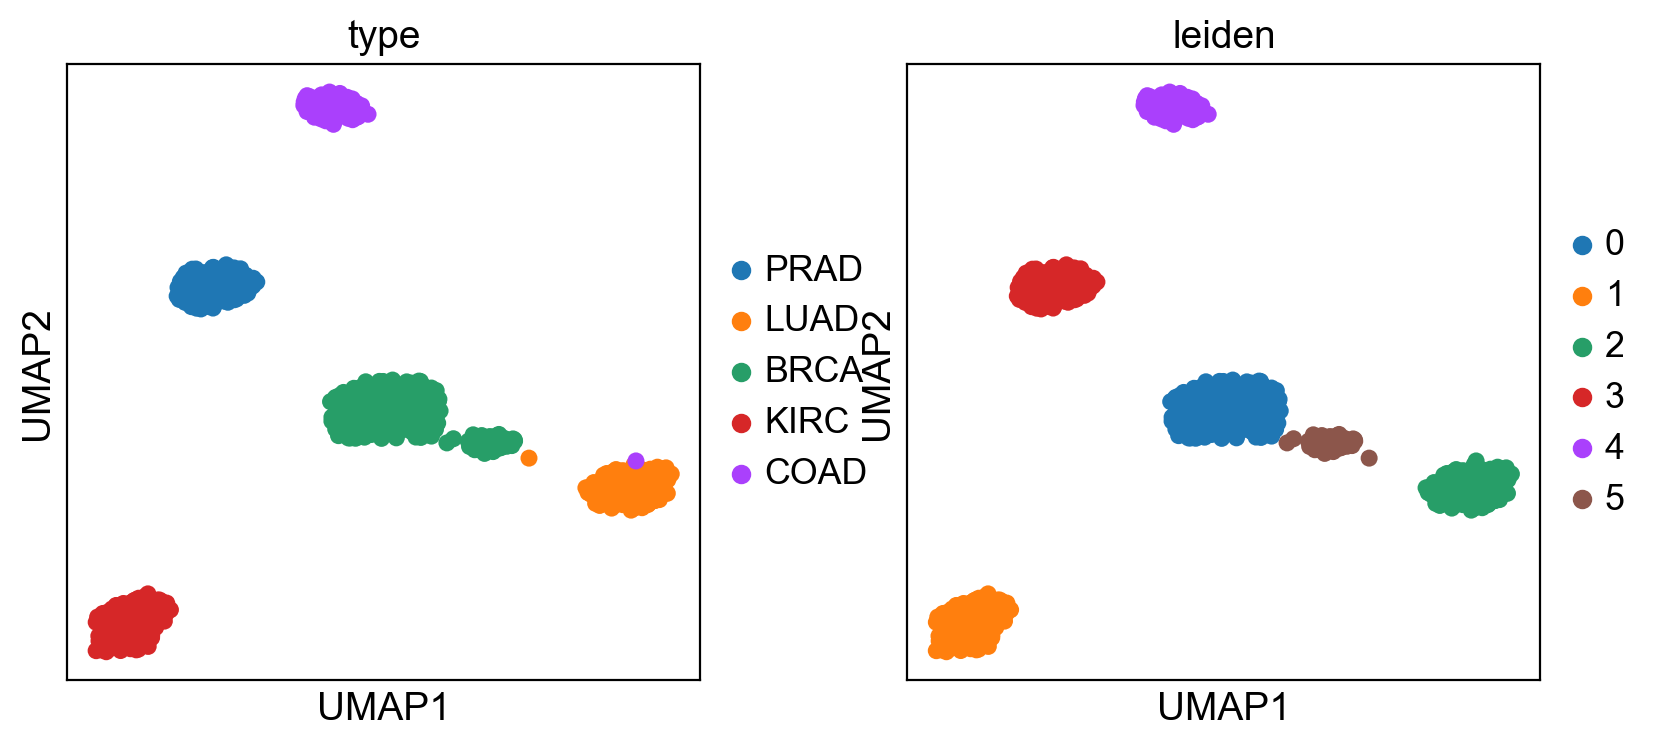 type
UMAP2
UMAP1
PRAD
LUAD
BRCA
KIRC
COAD
leiden
UMAP2
UMAP1
0
1
2
3
4
5